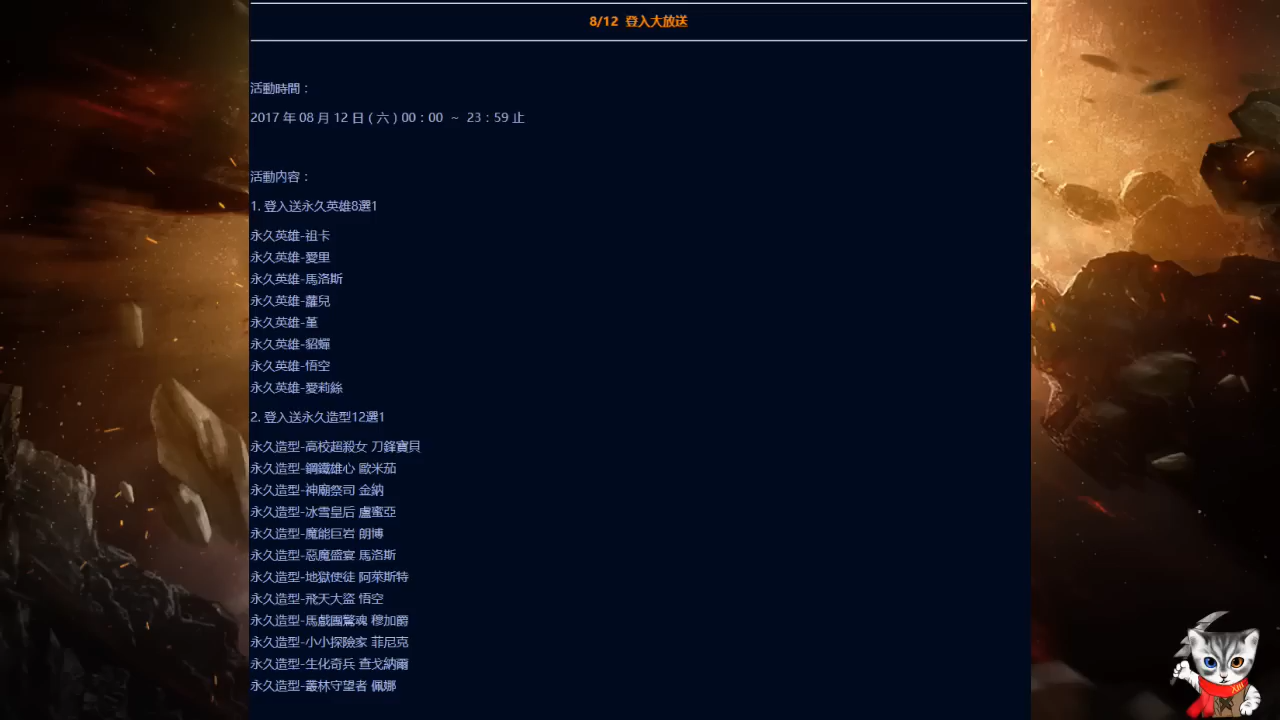 8/12 登入大放送
活動時間：
2017 年 08 月 12 日 ( 六 ) 00：00 ～ 23：59 止
活動內容：
1. 登入送永久英雄8選1
永久英雄-祖卡
永久英雄-愛里
永久英雄-馬洛斯
永久英雄-蘿兒
永久英雄-堇
永久英雄-貂蟬
永久英雄-悟空
永久英雄-愛莉絲
2. 登入送永久造型12選1
永久造型-高校超殺女 刀鋒寶貝
永久造型-鋼鐵雄心 歐米茄
永久造型-神廟祭司 金納
永久造型-冰雪皇后 盧蜜亞
永久造型-魔能巨岩 朗博
永久造型-惡魔盛宴 馬洛斯
永久造型-地獄使徒 阿萊斯特
永久造型-飛天大盜 悟空
永久造型-馬戲團驚魂 穆加爵
永久造型-小小探險家 菲尼克
永久造型-生化奇兵 查戈納爾
永久造型-叢林守望者 佩娜
XIII